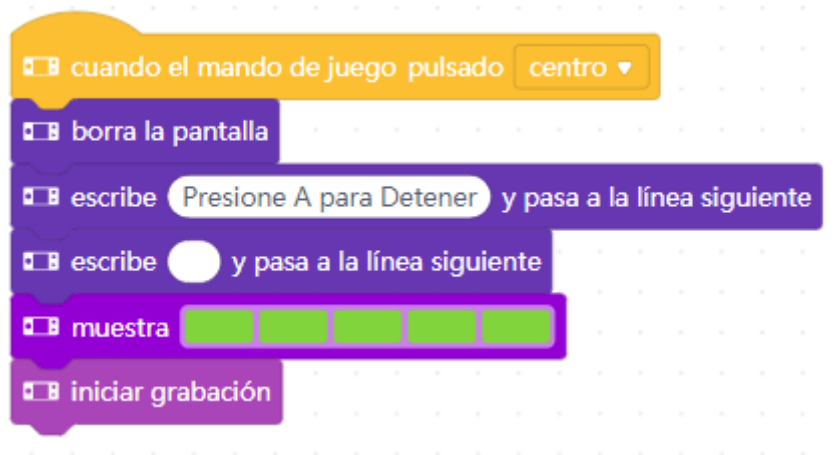 cuando el mando de juego pulsado centro
borra la pantalla
escribe Presione A para Detener y pasa a la línea siguiente
escribe y pasa a la línea siguiente
muestra
iniciar grabación